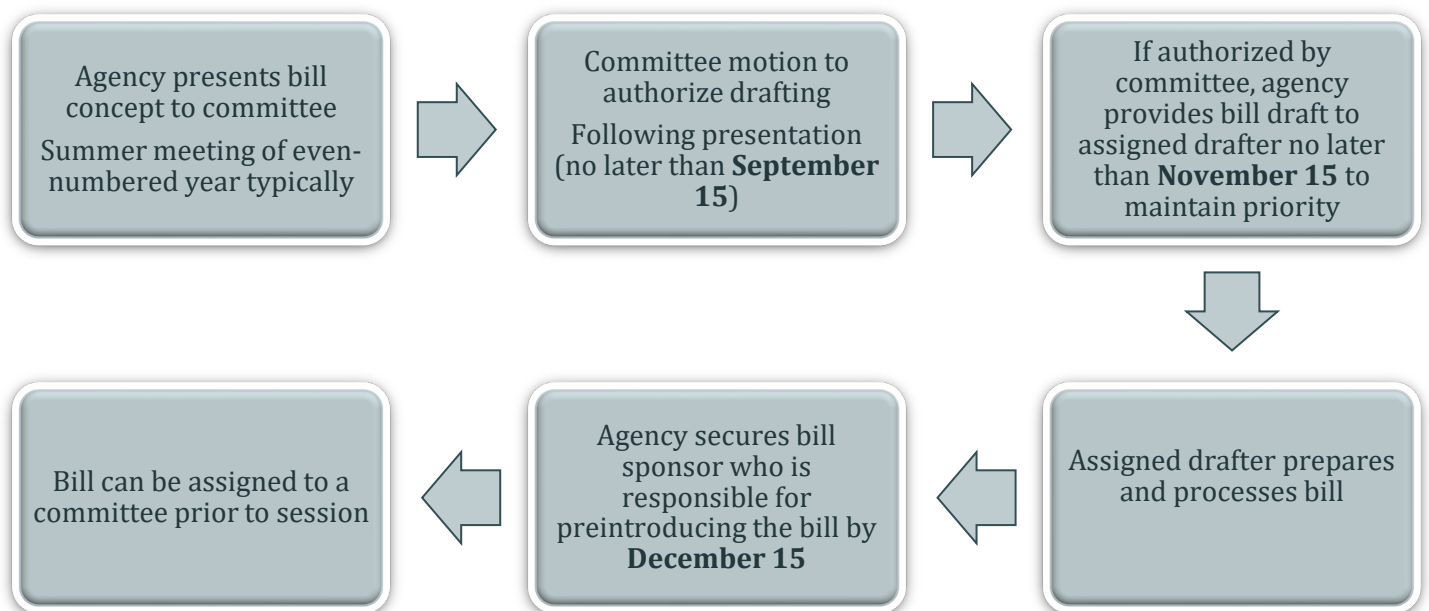 Agency presents bill
concept to committee
Summer meeting of even-
numbered year typically
Committee motion to
authorize drafting
Following presentation
(no later than September
15)
If authorized by
committee, agency
provides bill draft to
assigned drafter no later
than November 15 to
maintain priority
Assigned drafter prepares
and processes bill
Agency secures bill
sponsor who is
responsible for
preintroducing the bill by
December 15
Bill can be assigned to a
committee prior to session